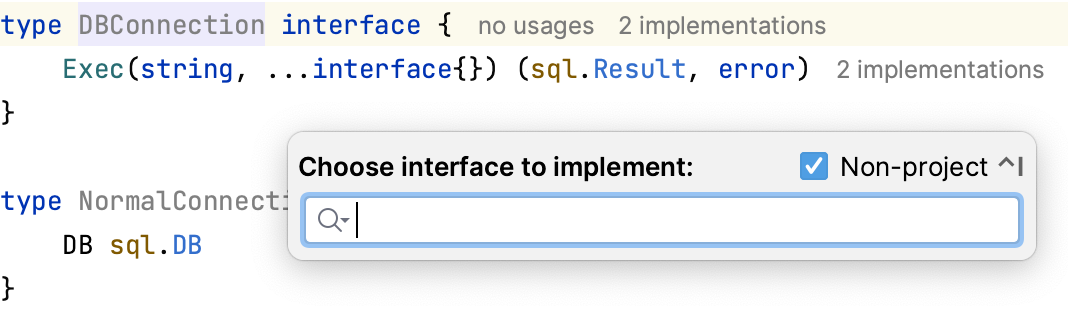 type DBConnection interface { no usages 2 implementations
Exec(string, ...interface{}) (sql.Result, error) 2 implementations
}
Choose interface to implement: Non-project ^I
type NormalConnecti
DB sql.DB
}